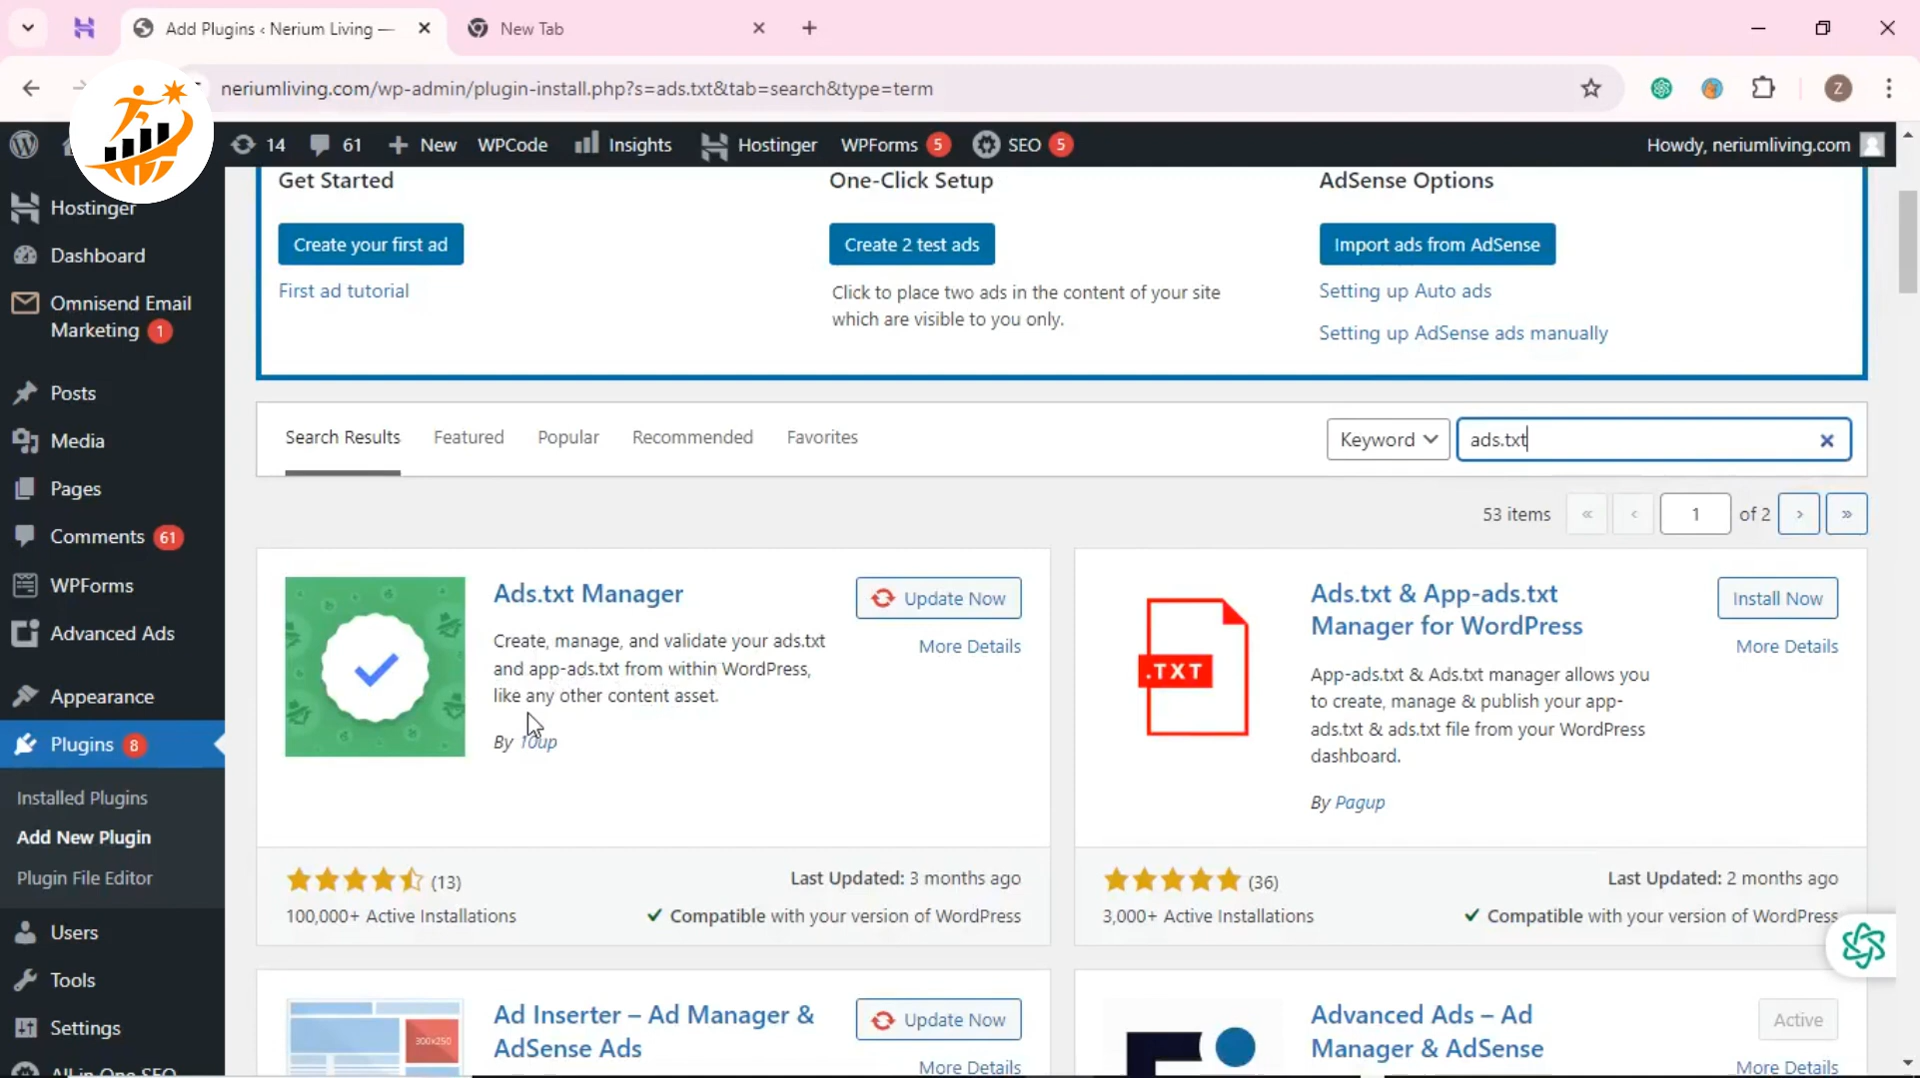 Add Plugins ‹ Nerium Living —
New Tab
neriumliving.com/wp-admin/plugin-install.php?s=ads.txt&tab=search&type=term
Z
14
61
New
WPCode
Insights
Hostinger
WPForms 5
SEO 5
Howdy, neriumliving.com
Hostinger
Dashboard
Omnisend Email
Marketing 1
Posts
Media
Pages
Comments 61
WPForms
Advanced Ads
Appearance
Plugins 8
Installed Plugins
Add New Plugin
Plugin File Editor
Users
Tools
Settings
All in One SEO
Get Started
Create your first ad
First ad tutorial
One-Click Setup
Create 2 test ads
Click to place two ads in the content of your site
which are visible to you only.
AdSense Options
Import ads from AdSense
Setting up Auto ads
Setting up AdSense ads manually
Search Results
Featured
Popular
Recommended
Favorites
Keyword
ads.txt
53 items
«
‹
1
of 2
›
»
Ads.txt Manager
Update Now
More Details
Create, manage, and validate your ads.txt
and app-ads.txt from within WordPress,
like any other content asset.
By 10up
(13)
100,000+ Active Installations
Last Updated: 3 months ago
Compatible with your version of WordPress
.TXT
Ads.txt & App-ads.txt
Manager for WordPress
Install Now
More Details
App-ads.txt & Ads.txt manager allows you
to create, manage & publish your app-
ads.txt & ads.txt file from your WordPress
dashboard.
By Pagup
(36)
3,000+ Active Installations
Last Updated: 2 months ago
Compatible with your version of WordPress
300x250
Ad Inserter – Ad Manager &
AdSense Ads
Update Now
More Details
Advanced Ads – Ad
Manager & AdSense
Active
More Details